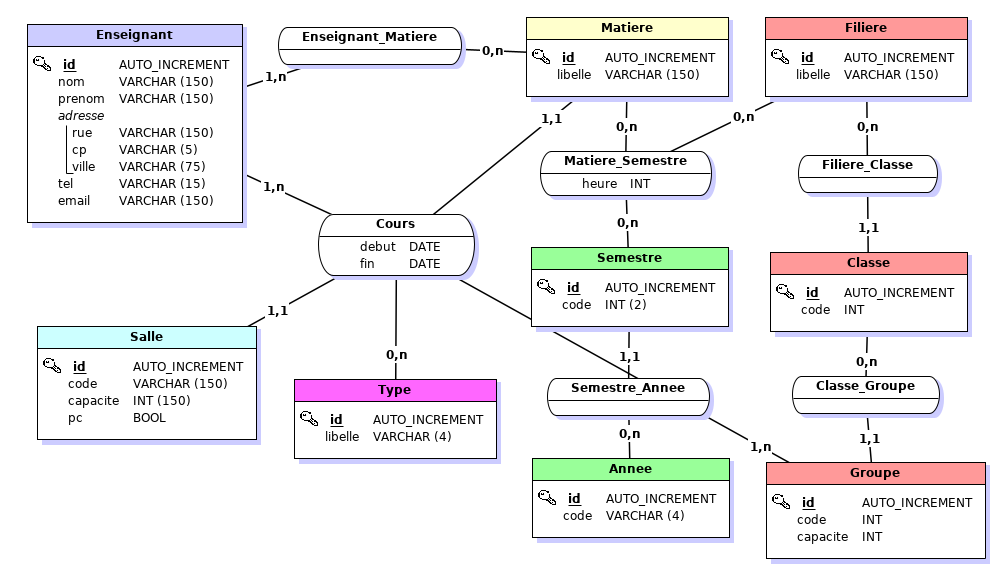 Enseignant
id AUTO_INCREMENT
nom VARCHAR (150)
prenom VARCHAR (150)
adresse
rue VARCHAR (150)
cp VARCHAR (5)
ville VARCHAR (75)
tel VARCHAR (15)
email VARCHAR (150)
1,n
Enseignant_Matiere
0,n
Matiere
id AUTO_INCREMENT
libelle VARCHAR (150)
Filiere
id AUTO_INCREMENT
libelle VARCHAR (150)
1,1
0,n
0,n
0,n
Matiere_Semestre
heure INT
Filiere_Classe
1,n
Cours
debut DATE
fin DATE
0,n
1,1
Semestre
id AUTO_INCREMENT
code INT (2)
Classe
id AUTO_INCREMENT
code INT
1,1
Salle
id AUTO_INCREMENT
code VARCHAR (150)
capacite INT (150)
pc BOOL
0,n
Type
id AUTO_INCREMENT
libelle VARCHAR (4)
1,1
Semestre_Annee
0,n
Classe_Groupe
0,n
1,n
1,1
Annee
id AUTO_INCREMENT
code VARCHAR (4)
Groupe
id AUTO_INCREMENT
code INT
capacite INT